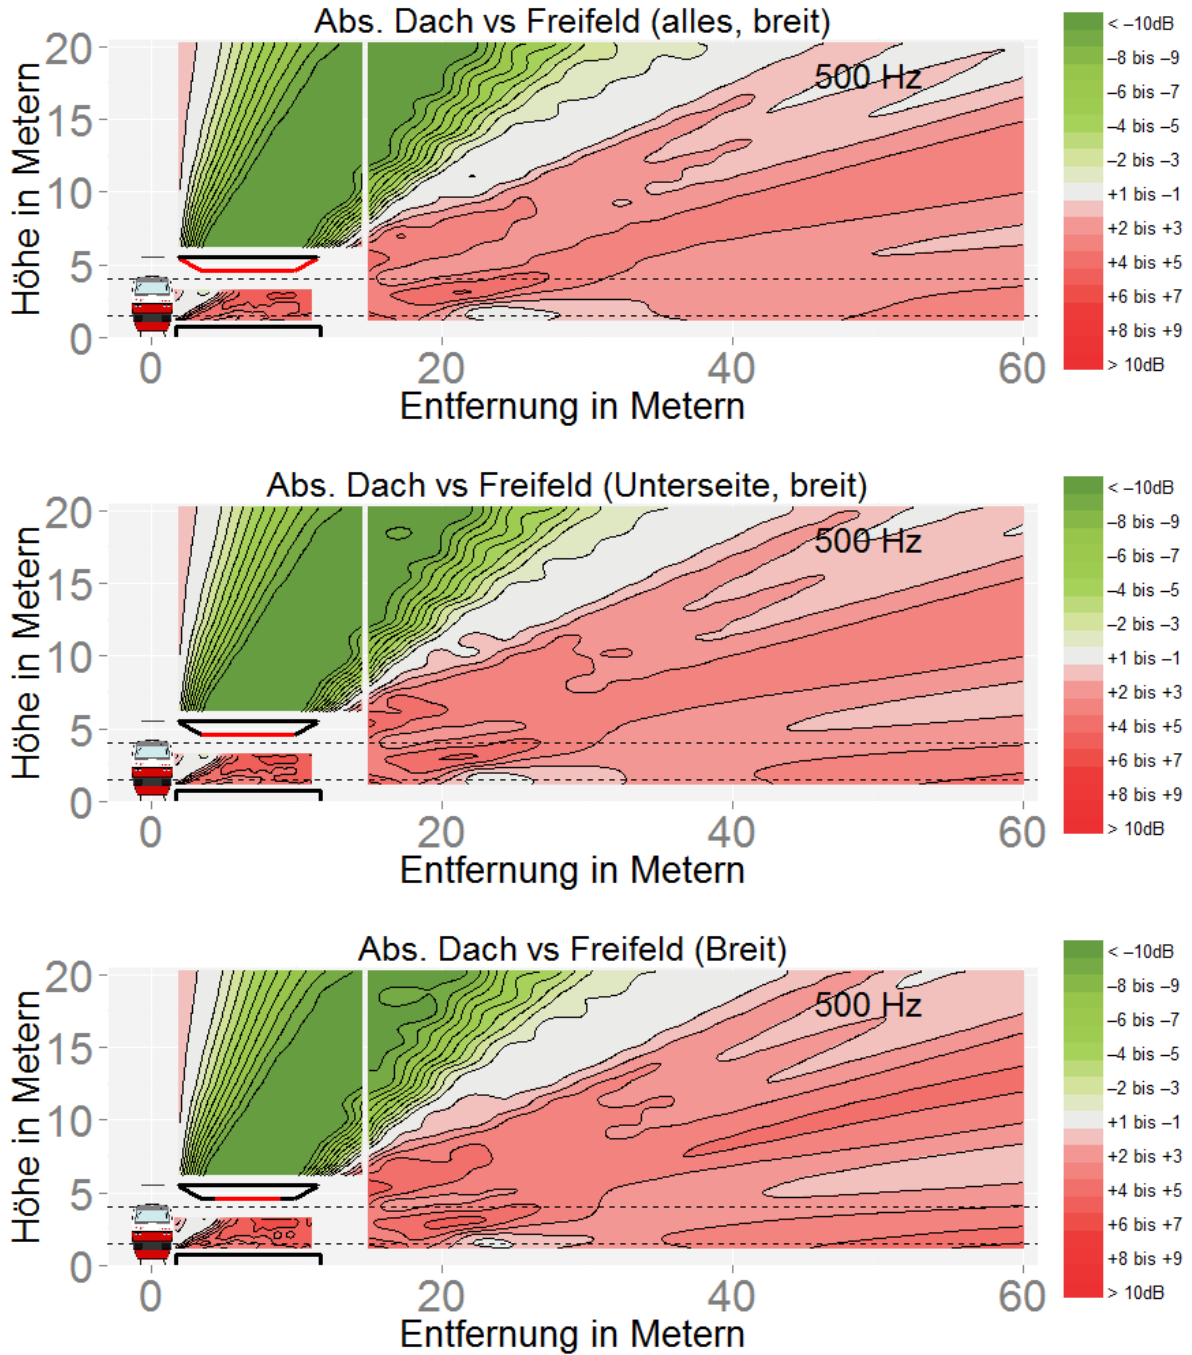 Abs. Dach vs Freifeld (alles, breit)
Höhe in Metern
20
15
10
5
0
500 Hz
0
20
40
60
Entfernung in Metern
< –10dB
–8 bis –9
–6 bis –7
–4 bis –5
–2 bis –3
+1 bis –1
+2 bis +3
+4 bis +5
+6 bis +7
+8 bis +9
> 10dB
Abs. Dach vs Freifeld (Unterseite, breit)
Höhe in Metern
20
15
10
5
0
500 Hz
0
20
40
60
Entfernung in Metern
< –10dB
–8 bis –9
–6 bis –7
–4 bis –5
–2 bis –3
+1 bis –1
+2 bis +3
+4 bis +5
+6 bis +7
+8 bis +9
> 10dB
Abs. Dach vs Freifeld (Breit)
Höhe in Metern
20
15
10
5
0
500 Hz
0
20
40
60
Entfernung in Metern
< –10dB
–8 bis –9
–6 bis –7
–4 bis –5
–2 bis –3
+1 bis –1
+2 bis +3
+4 bis +5
+6 bis +7
+8 bis +9
> 10dB